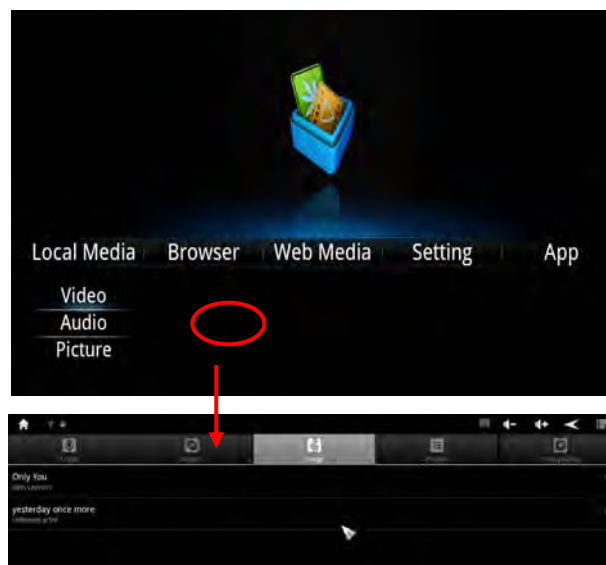 Local Media Browser Web Media Setting App
Video
Audio
Picture
Only You
yesterday once more